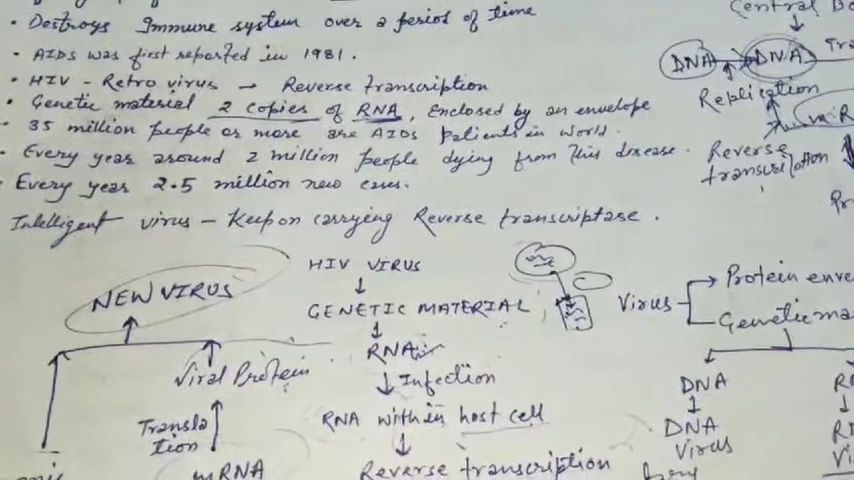 Destroys Immune system over a period of time
AIDS was first reported in 1981.
HIV - Retro virus → Reverse transcription
Genetic material 2 copies of RNA, Enclosed by an envelope
35 million people or more are AIDS patients in world.
Every year around 2 million people dying from this disease.
Every year 2.5 million new cases.
Intelligent virus - Keep on carrying Reverse transcriptase.
Central
DNA → DNA
Replication
Reverse
transcription
NEW VIRUS
Viral Protein
Transla
tion
mRNA
HIV VIRUS
↓
GENETIC MATERIAL
↓
RNA
↓ Infection
RNA within host cell
↓
Reverse transcription
Virus
Protein
Genetic
DNA
↓
DNA
Virus